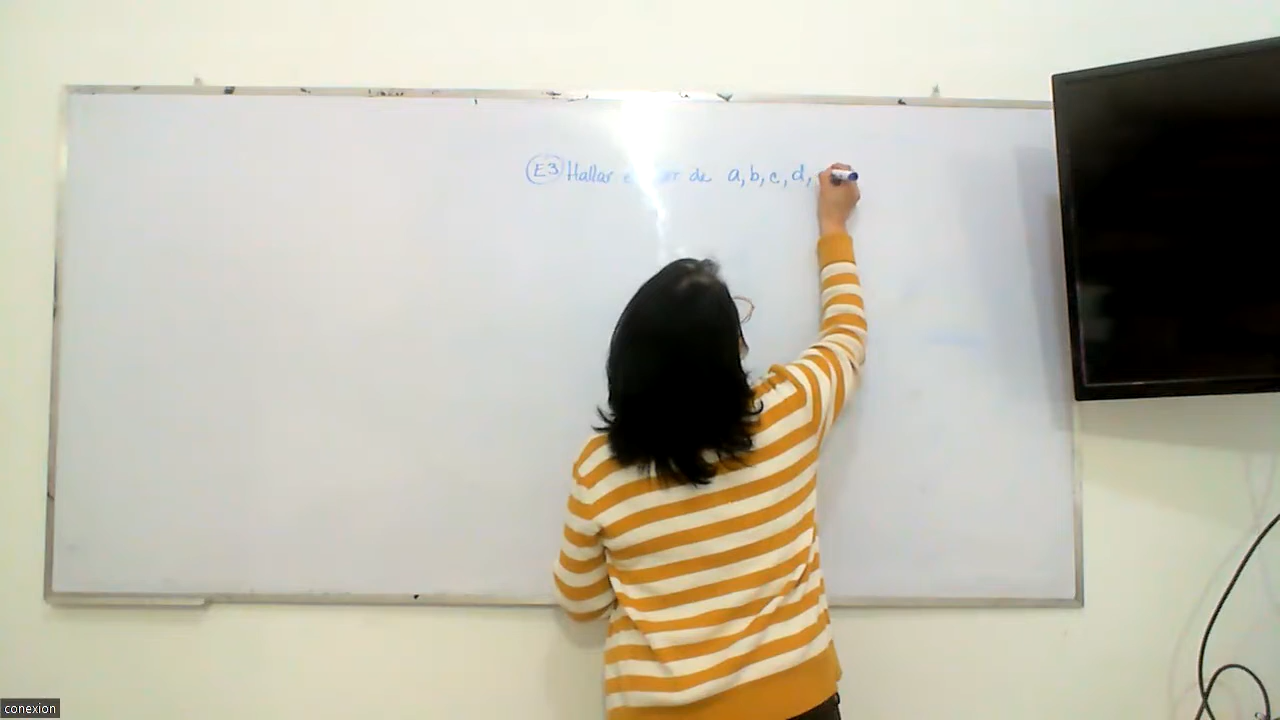 E3 Hallar de a, b, c, d,
conexion